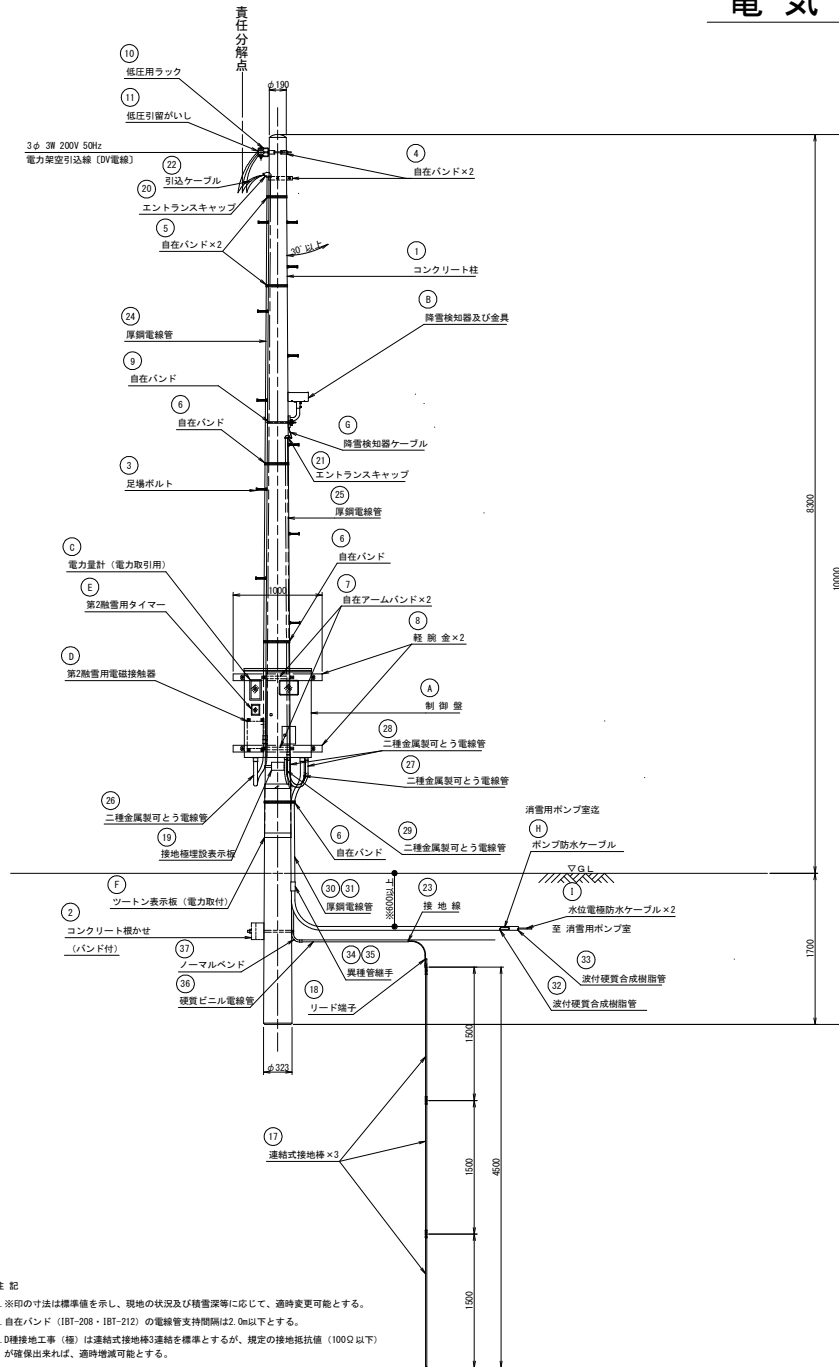 電 気
責任分解点
10
低圧用ラック
11
低圧引留がいし
φ190
3φ 3W 200V 50Hz
電力架空引込線〔DV電線〕
22
引込ケーブル
20
エントランスキャップ
4
自在バンド×2
5
自在バンド×2
30°以上
1
コンクリート柱
B
降雪検知器及び金具
24
厚鋼電線管
9
自在バンド
6
自在バンド
G
降雪検知器ケーブル
21
エントランスキャップ
3
足場ボルト
25
厚鋼電線管
8300
10000
C
電力量計(電力取引用)
6
自在バンド
E
第2融雪用タイマー
1000
7
自在アームバンド×2
8
軽 腕 金×2
D
第2融雪用電磁接触器
A
制 御 盤
28
二種金属製可とう電線管
27
二種金属製可とう電線管
26
二種金属製可とう電線管
19
接地極埋設表示板
6
自在バンド
29
二種金属製可とう電線管
消雪用ポンプ室迄
H
ポンプ防水ケーブル
▽GL
F
ツートン表示板(電力取付)
30 31
厚鋼電線管
※600以上
23
接 地 線
I
水位電極防水ケーブル×2
至 消雪用ポンプ室
2
コンクリート根かせ
(バンド付)
37
ノーマルベンド
34 35
異種管継手
33
波付硬質合成樹脂管
36
硬質ビニル電線管
18
リード端子
32
波付硬質合成樹脂管
1700
φ323
1500
17
連結式接地棒×3
1500
4500
1500
注 記
. ※印の寸法は標準値を示し、現地の状況及び積雪深等に応じて、適時変更可能とする。
. 自在バンド(IBT-208・IBT-212)の電線管支持間隔は2.0m以下とする。
. D種接地工事(極)は連結式接地棒3連結を標準とするが、規定の接地抵抗値(100Ω以下)
が確保出来れば、適時増減可能とする。